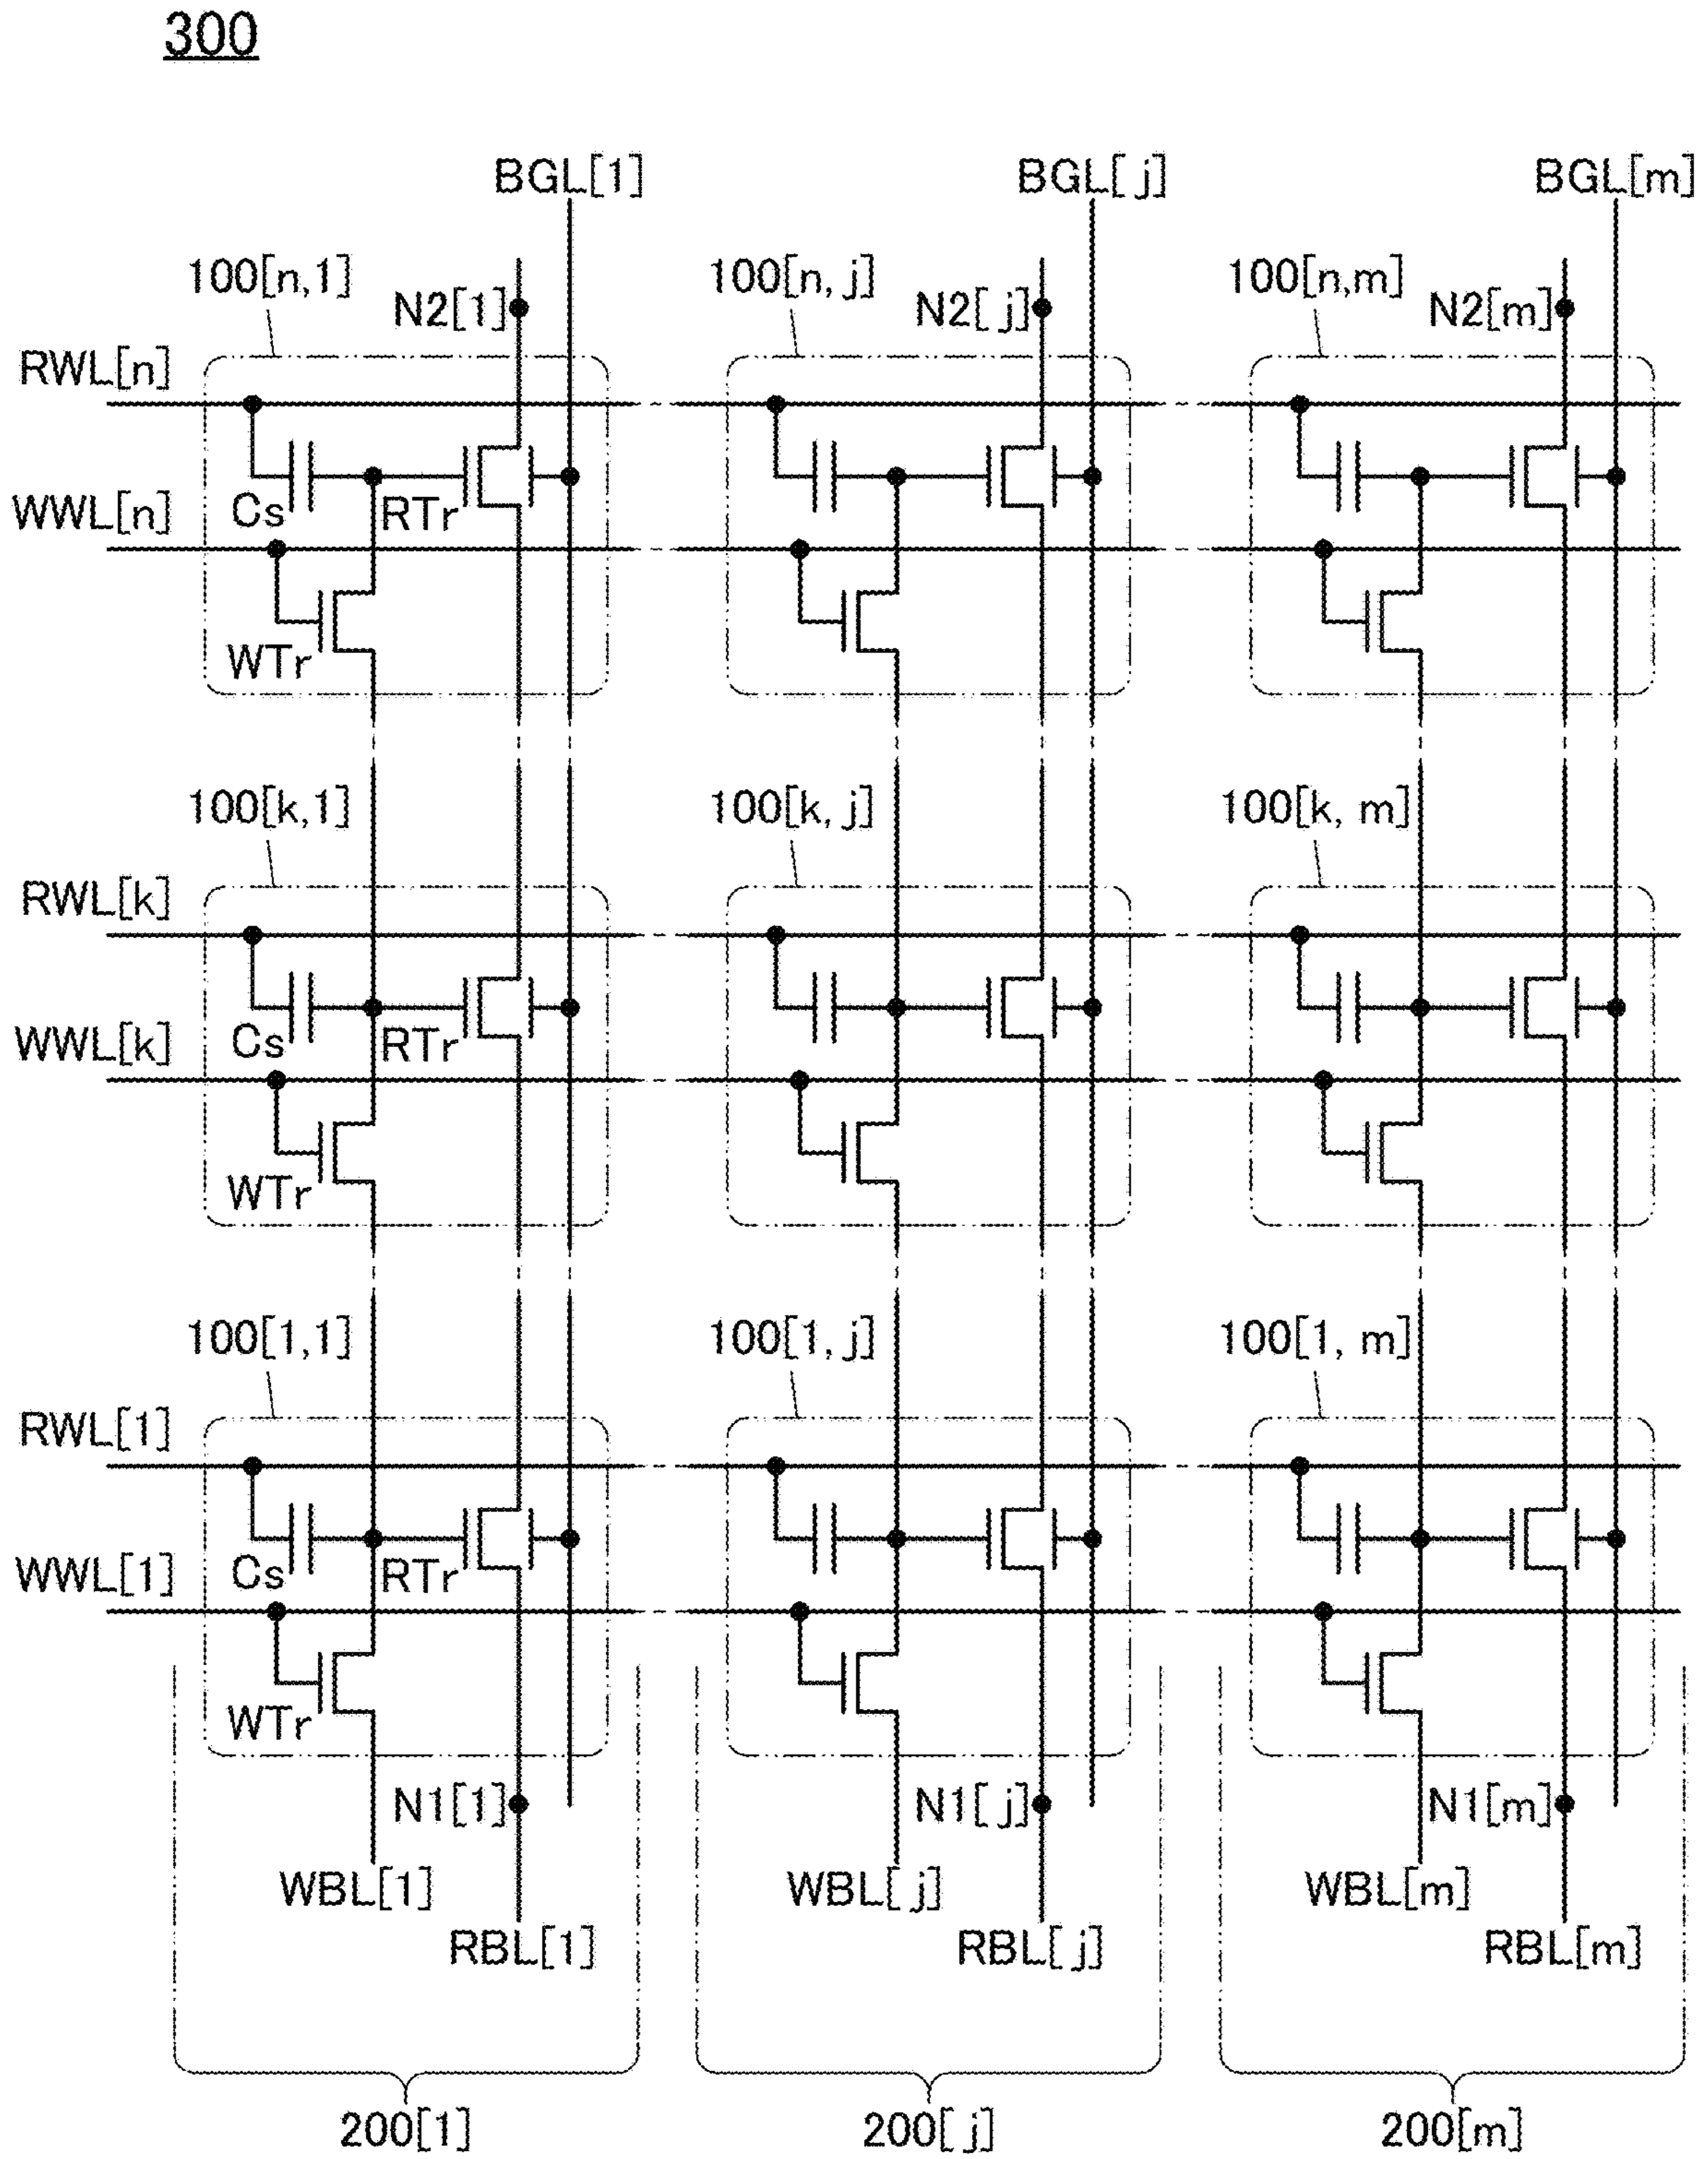 300
BGL[1] BGL[j] BGL[m]
100[n,1] 100[n,j] 100[n,m]
N2[1] N2[j] N2[m]
RWL[n]
WWL[n] Cs RTr
WTr
100[k,1] 100[k,j] 100[k,m]
RWL[k]
WWL[k] Cs RTr
WTr
100[1,1] 100[1,j] 100[1,m]
RWL[1]
WWL[1] Cs RTr
WTr
N1[1] N1[j] N1[m]
WBL[1] WBL[j] WBL[m]
RBL[1] RBL[j] RBL[m]
200[1] 200[j] 200[m]